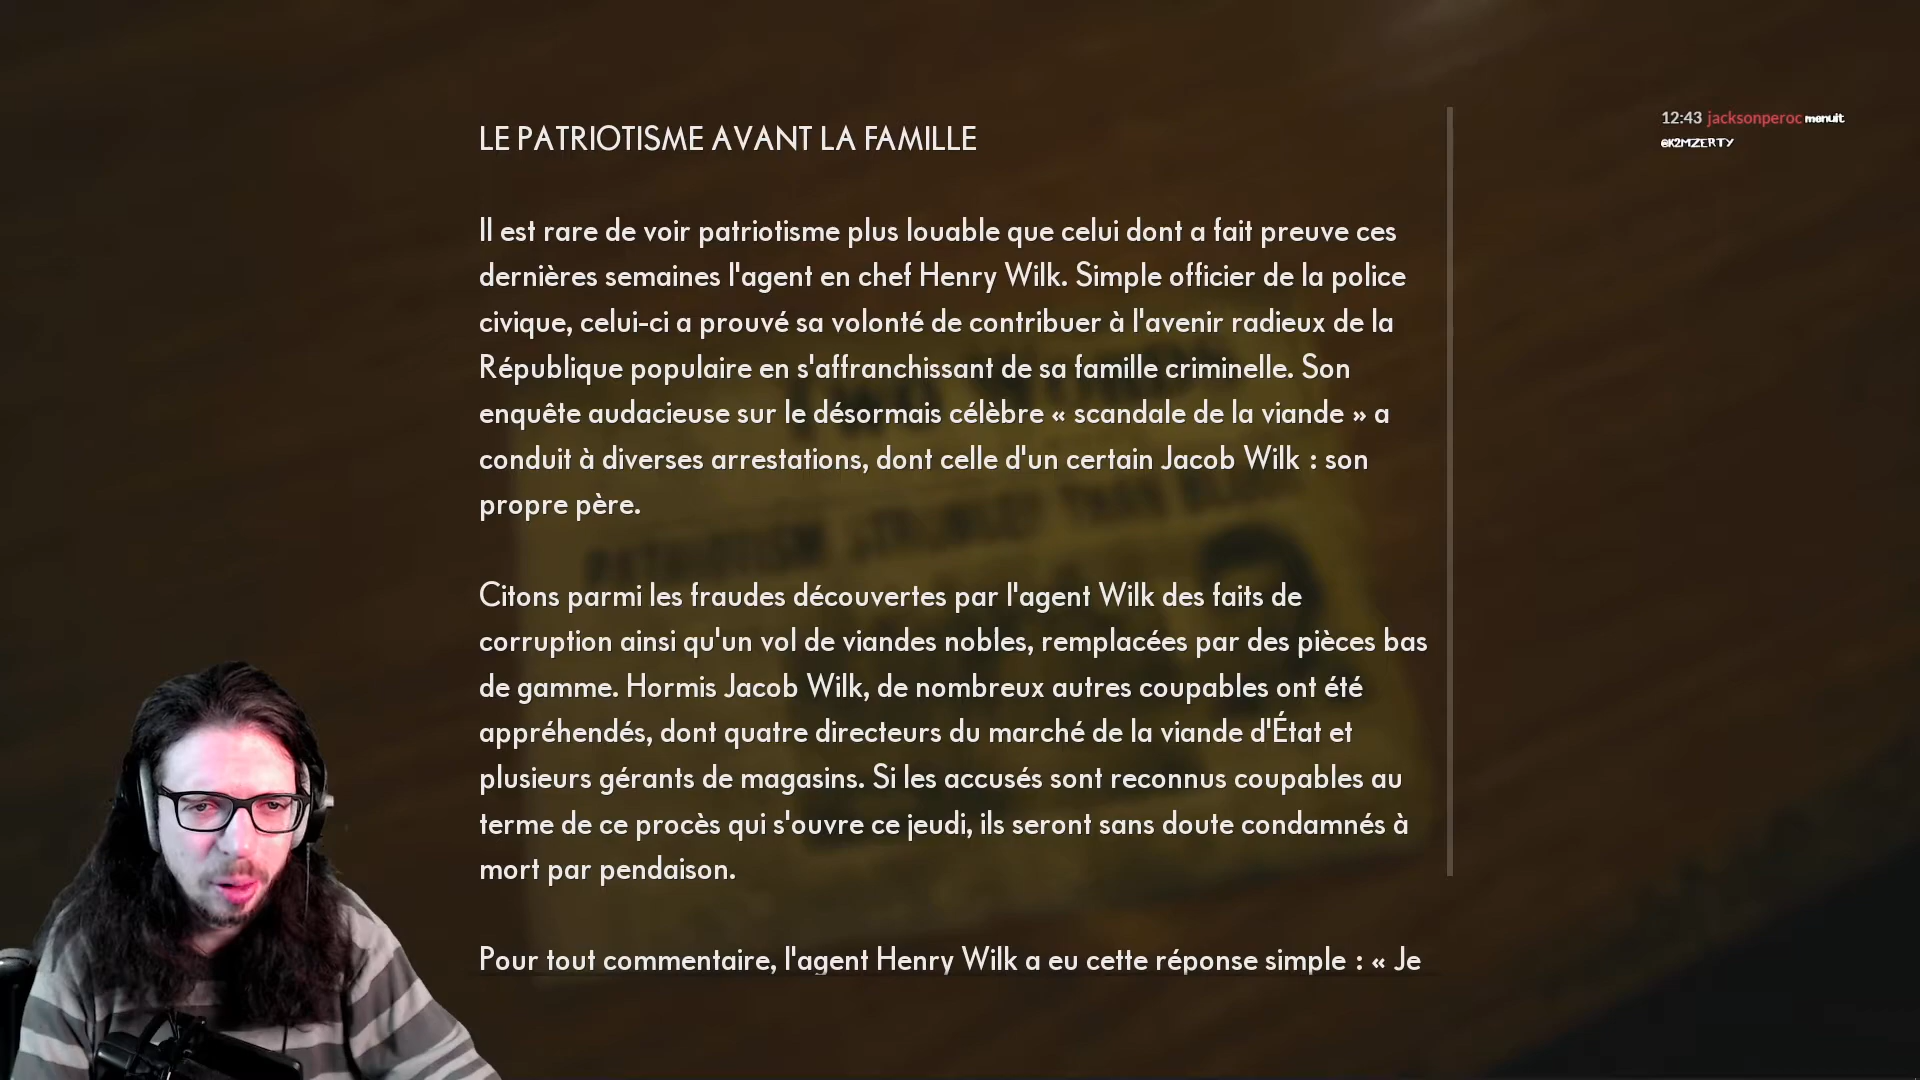 LE PATRIOTISME AVANT LA FAMILLE
Il est rare de voir patriotisme plus louable que celui dont a fait preuve ces
dernières semaines l'agent en chef Henry Wilk. Simple officier de la police
civique, celui-ci a prouvé sa volonté de contribuer à l'avenir radieux de la
République populaire en s'affranchissant de sa famille criminelle. Son
enquête audacieuse sur le désormais célèbre « scandale de la viande » a
conduit à diverses arrestations, dont celle d'un certain Jacob Wilk : son
propre père.
Citons parmi les fraudes découvertes par l'agent Wilk des faits de
corruption ainsi qu'un vol de viandes nobles, remplacées par des pièces bas
de gamme. Hormis Jacob Wilk, de nombreux autres coupables ont été
appréhendés, dont quatre directeurs du marché de la viande d'État et
plusieurs gérants de magasins. Si les accusés sont reconnus coupables au
terme de ce procès qui s'ouvre ce jeudi, ils seront sans doute condamnés à
mort par pendaison.
Pour tout commentaire, l'agent Henry Wilk a eu cette réponse simple : « Je
12:43 jacksonperoc menuit
@K2MZERTY
PATRIOTISM STRONGER THAN BLOOD